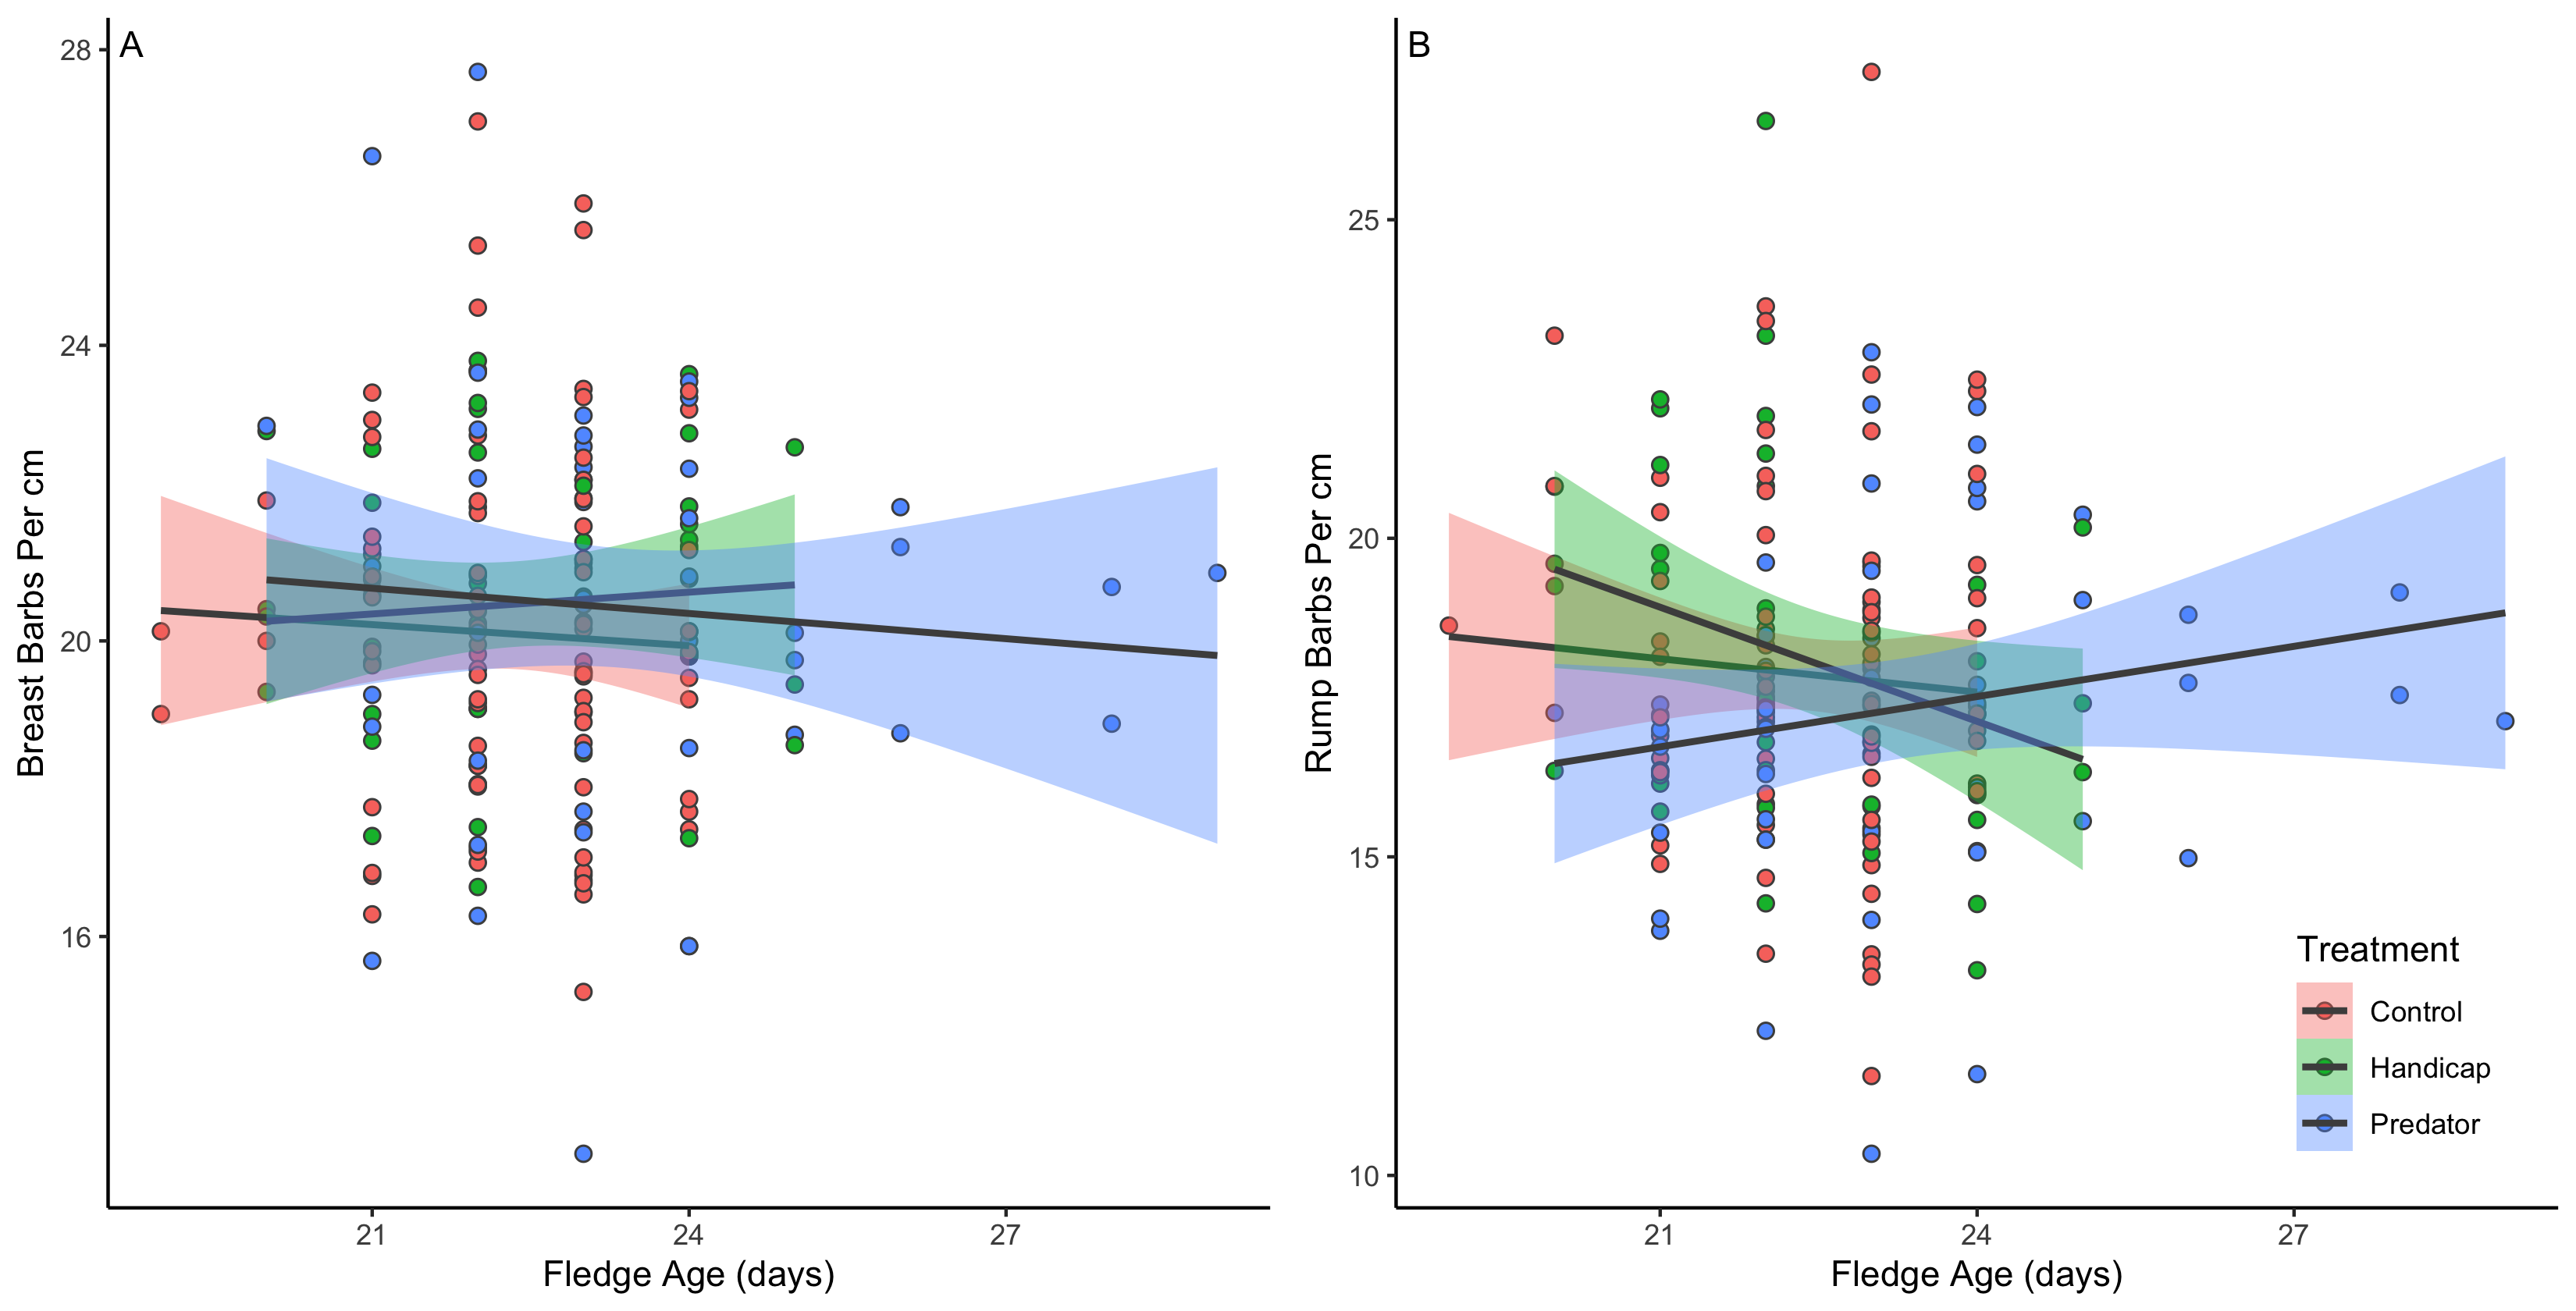 A
28
24
20
16
Breast Barbs Per cm
21 24 27
Fledge Age (days)
B
25
20
15
10
Rump Barbs Per cm
21 24 27
Fledge Age (days)
Treatment
Control
Handicap
Predator